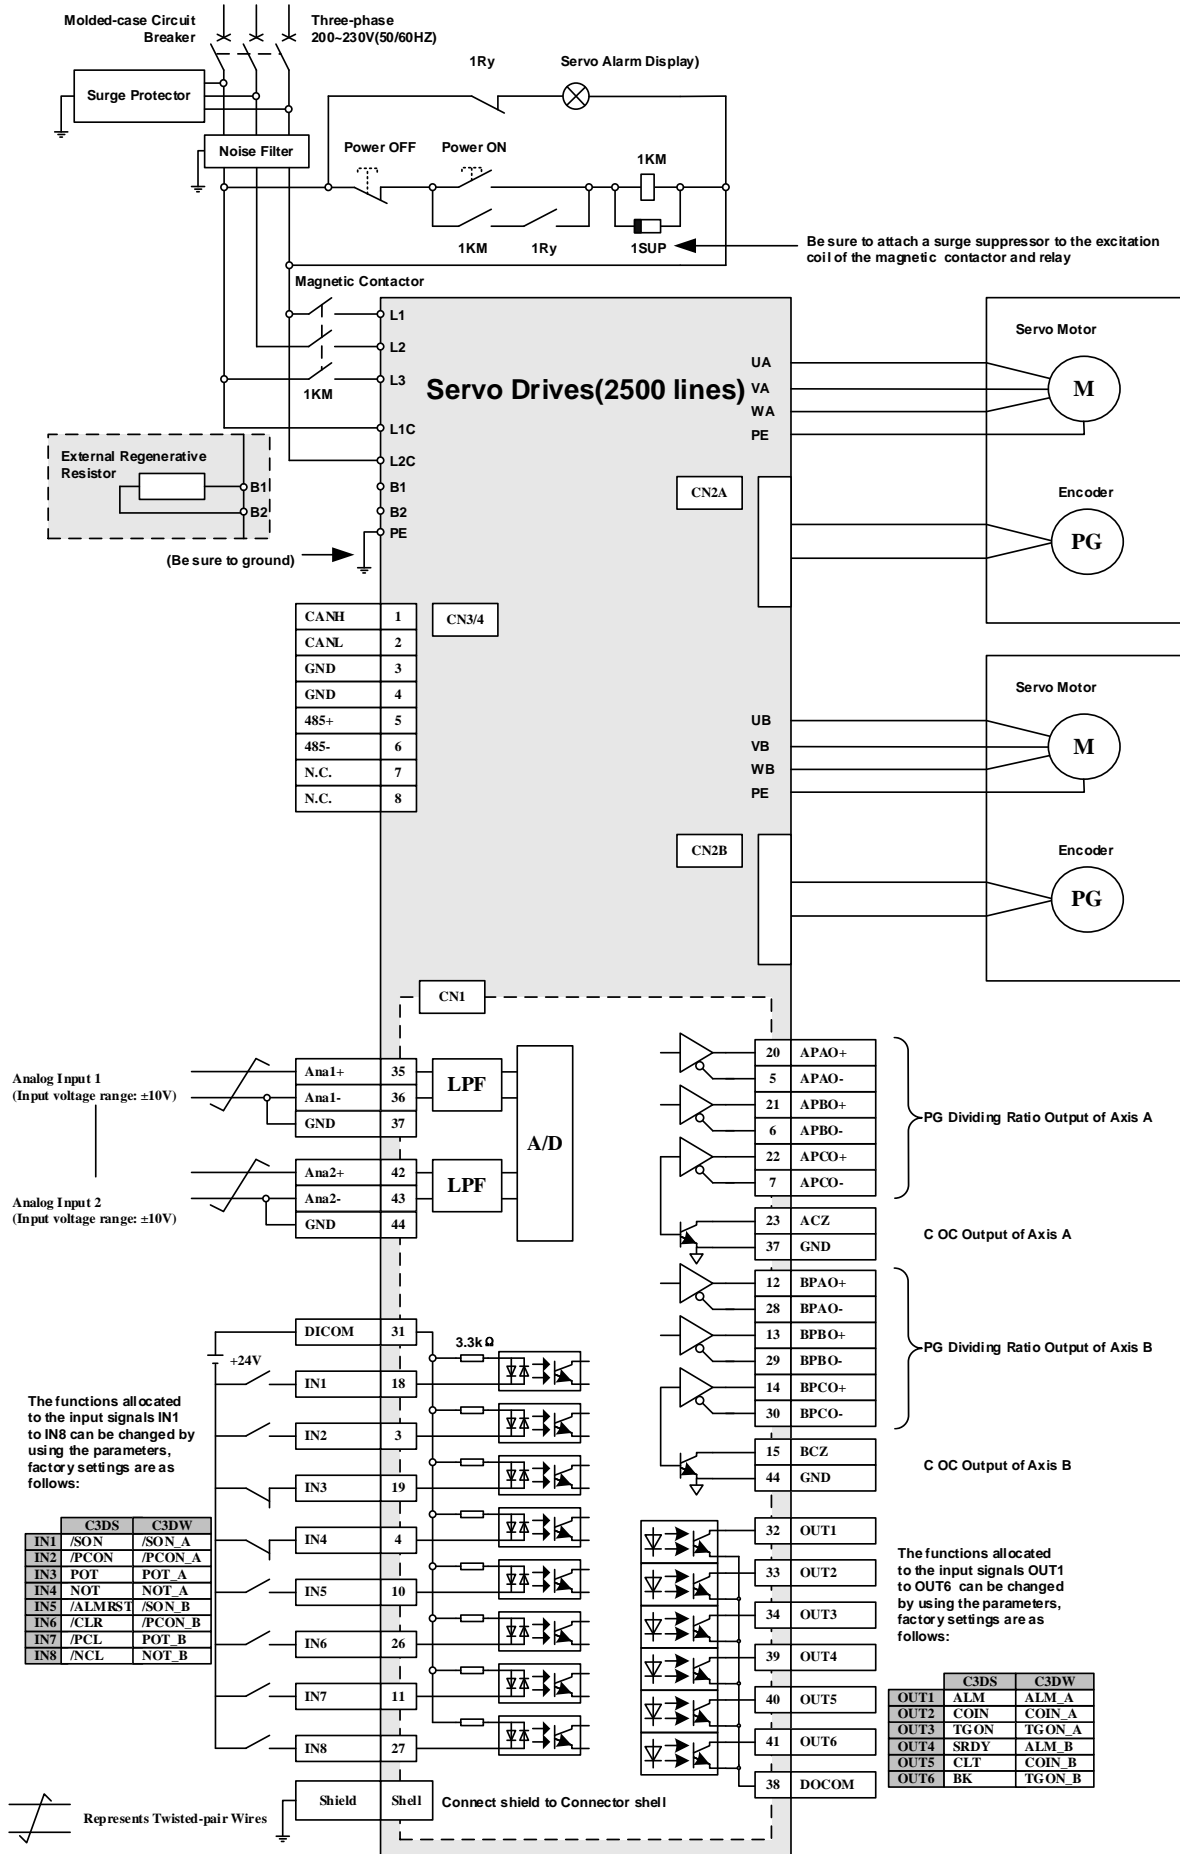 Molded-case Circuit
Breaker
Three-phase
200~230V(50/60HZ)
1Ry
Servo Alarm Display)
Surge Protector
Noise Filter
Power OFF
Power ON
1KM
1KM
1Ry
1SUP
Be sure to attach a surge suppressor to the excitation
coil of the magnetic contactor and relay
Magnetic Contactor
L1
L2
L3
1KM
L1C
L2C
B1
B2
PE
Servo Drives(2500 lines)
External Regenerative
Resistor
B1
B2
(Be sure to ground)
UA
VA
WA
PE
Servo Motor
M
CN2A
Encoder
PG
CANH 1
CANL 2
GND 3
GND 4
485+ 5
485- 6
N.C. 7
N.C. 8
CN3/4
UB
VB
WB
PE
Servo Motor
M
CN2B
Encoder
PG
CN1
Analog Input 1
(Input voltage range: ±10V)
Ana1+ 35
Ana1- 36
GND 37
LPF
A/D
Analog Input 2
(Input voltage range: ±10V)
Ana2+ 42
Ana2- 43
GND 44
LPF
20 APAO+
5 APAO-
21 APBO+
6 APBO-
22 APCO+
7 APCO-
PG Dividing Ratio Output of Axis A
23 ACZ
37 GND
C OC Output of Axis A
12 BPAO+
28 BPAO-
13 BPBO+
29 BPBO-
14 BPCO+
30 BPCO-
PG Dividing Ratio Output of Axis B
15 BCZ
44 GND
C OC Output of Axis B
DICOM 31
+24V
3.3kΩ
IN1 18
IN2 3
IN3 19
IN4 4
IN5 10
IN6 26
IN7 11
IN8 27
The functions allocated
to the input signals IN1
to IN8 can be changed by
using the parameters,
factory settings are as
follows:
C3DS C3DW
IN1 /SON /SON_A
IN2 /PCON /PCON_A
IN3 POT POT_A
IN4 NOT NOT_A
IN5 /ALMRST /SON_B
IN6 /CLR /PCON_B
IN7 /PCL POT_B
IN8 /NCL NOT_B
32 OUT1
33 OUT2
34 OUT3
39 OUT4
40 OUT5
41 OUT6
38 DOCOM
The functions allocated
to the input signals OUT1
to OUT6 can be changed
by using the parameters,
factory settings are as
follows:
C3DS C3DW
OUT1 ALM ALM_A
OUT2 COIN COIN_A
OUT3 TGON TGON_A
OUT4 SRDY ALM_B
OUT5 CLT COIN_B
OUT6 BK TGON_B
Shield Shell
Connect shield to Connector shell
Represents Twisted-pair Wires